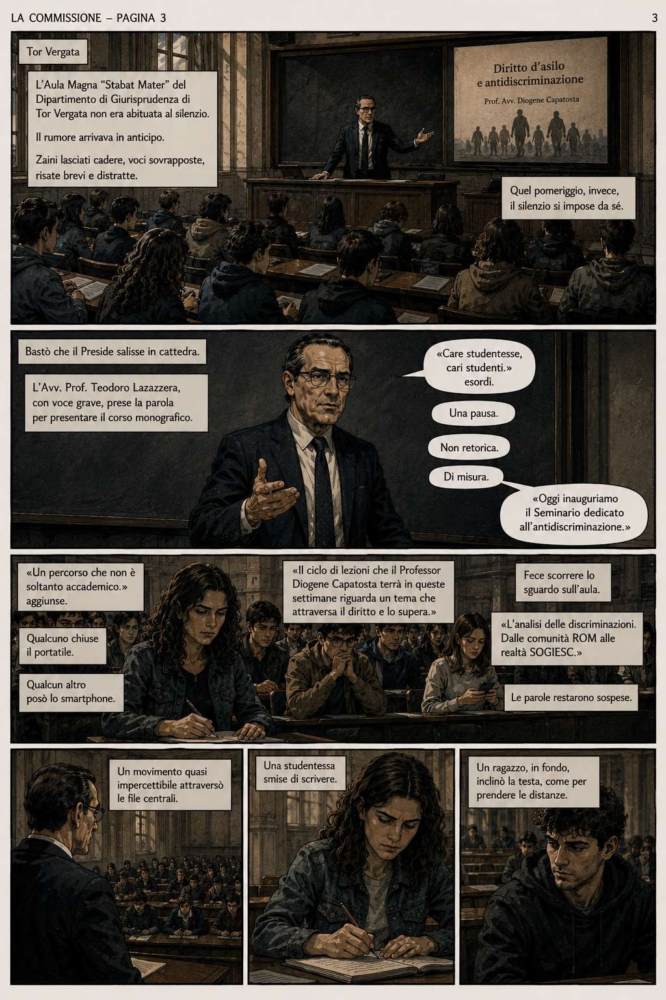 LA COMMISSIONE – PAGINA 3
3
Tor Vergata
L'Aula Magna “Stabat Mater” del
Dipartimento di Giurisprudenza di
Tor Vergata non era abituata al silenzio.
Il rumore arrivava in anticipo.
Zaini lasciati cadere, voci sovrapposte,
risate brevi e distratte.
Diritto d'asilo
e antidiscriminazione
Prof. Avv. Diogene Capatosta
Quel pomeriggio, invece,
il silenzio si impose da sé.
Bastò che il Preside salisse in cattedra.
L'Avv. Prof. Teodoro Lazazzera,
con voce grave, prese la parola
per presentare il corso monografico.
«Care studentesse,
cari studenti.»
esordì.
Una pausa.
Non retorica.
Di misura.
«Oggi inauguriamo
il Seminario dedicato
all'antidiscriminazione.»
«Un percorso che non è
soltanto accademico.»
aggiunse.
Qualcuno chiuse
il portatile.
Qualcun altro
posò lo smartphone.
«Il ciclo di lezioni che il Professor
Diogene Capatosta terrà in queste
settimane riguarda un tema che
attraversa il diritto e lo supera.»
Fece scorrere lo
sguardo sull'aula.
«L'analisi delle discriminazioni.
Dalle comunità ROM alle
realtà SOGIESC.»
Le parole restarono sospese.
Un movimento quasi
impercettibile attraversò
le file centrali.
Una studentessa
smise di scrivere.
Un ragazzo, in fondo,
inclinò la testa, come per
prendere le distanze.